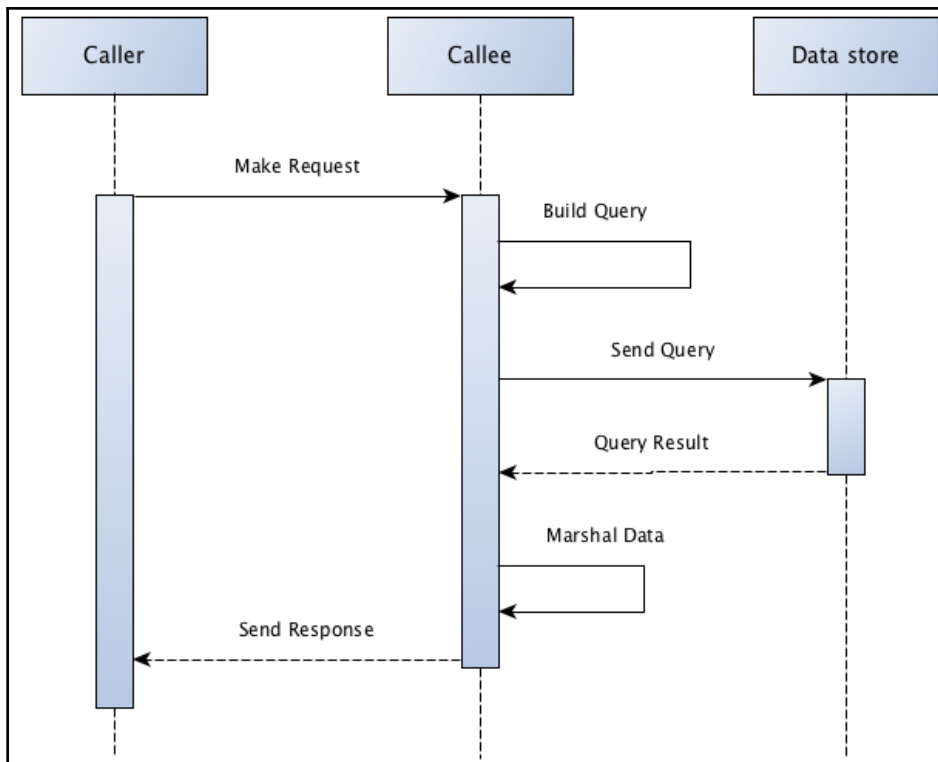 Caller
Callee
Data store
Make Request
Build Query
Send Query
Query Result
Marshal Data
Send Response